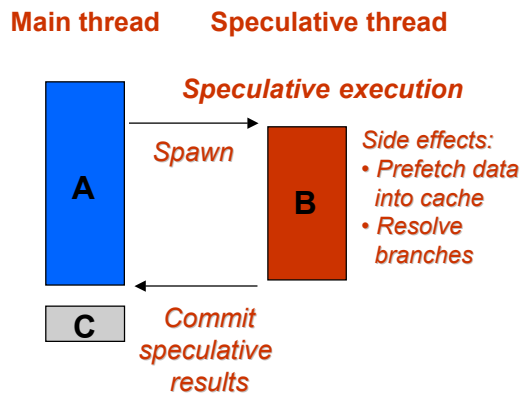 Main thread
Speculative thread
Speculative execution
Spawn
A
B
Side effects:
• Prefetch data
into cache
• Resolve
branches
C
Commit
speculative
results